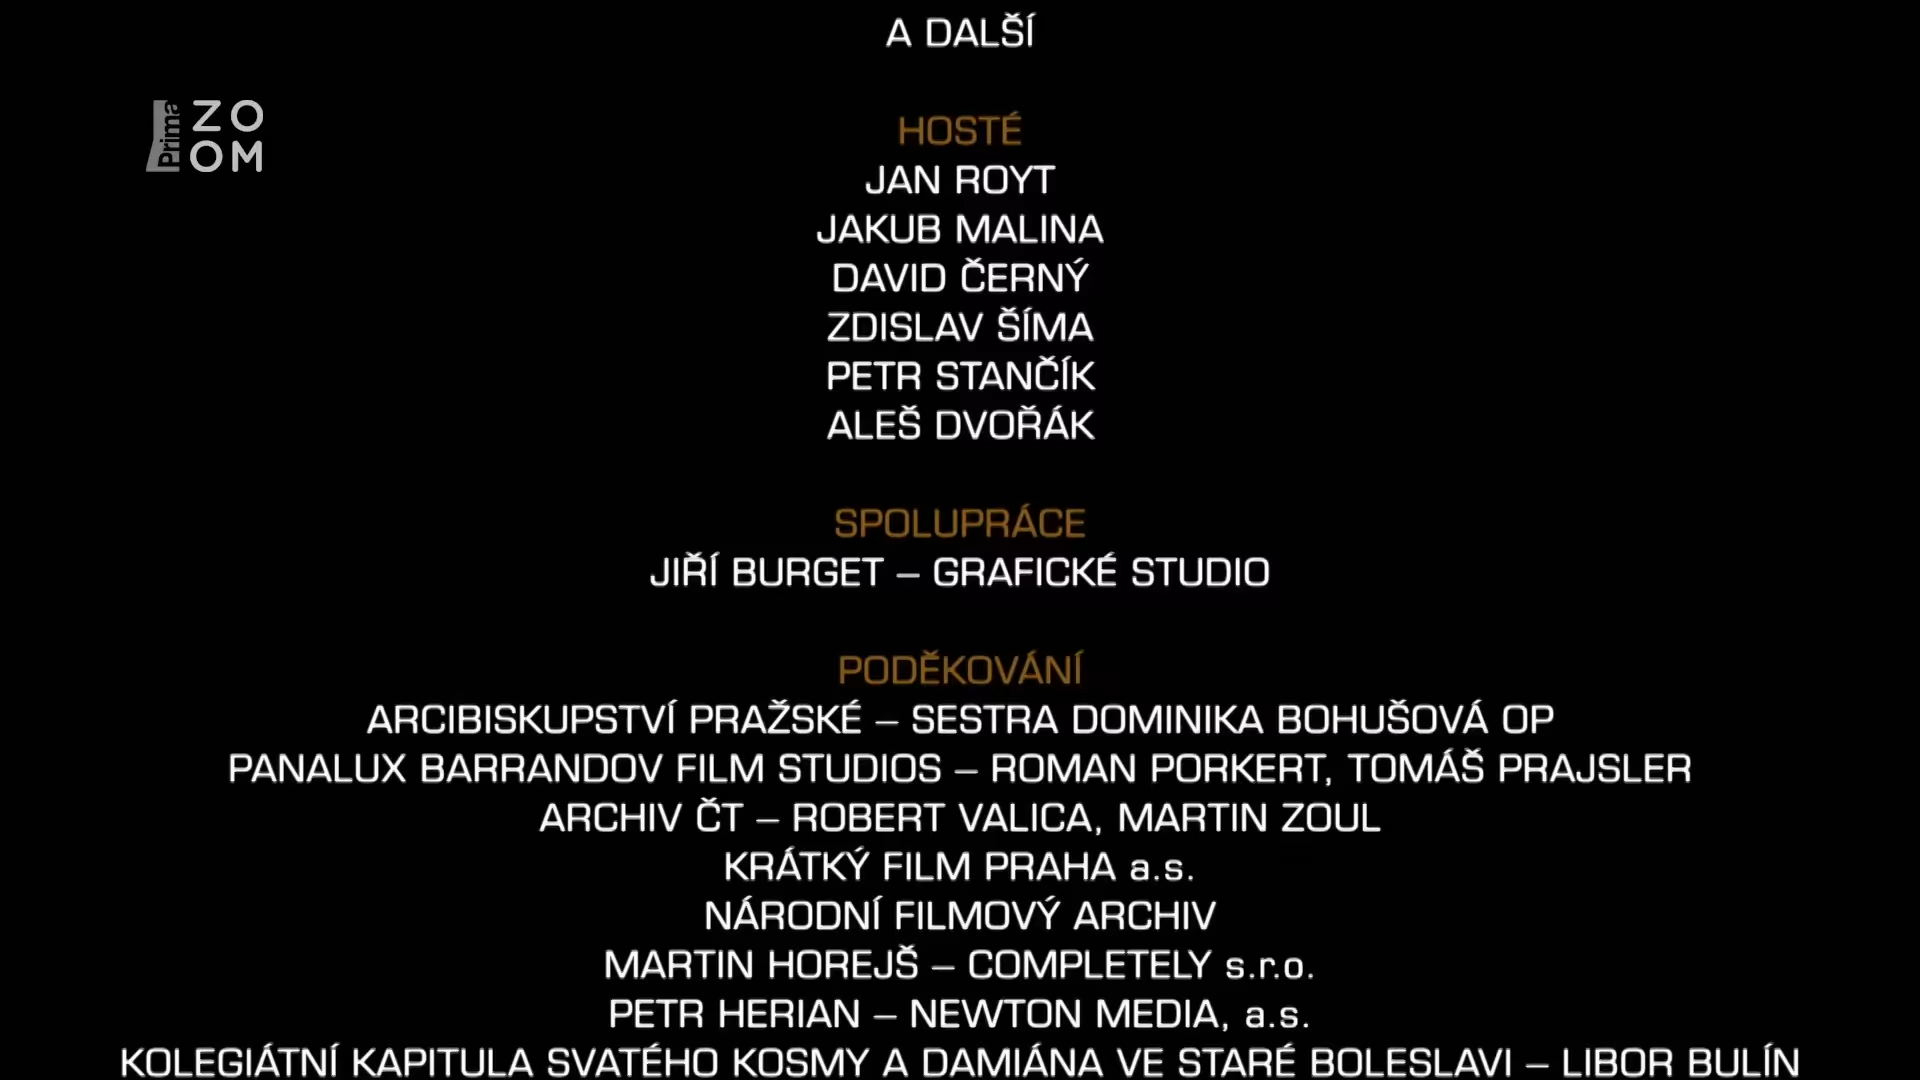 A DALŠÍ
Prima
ZO
OM
HOSTÉ
JAN ROYT
JAKUB MALINA
DAVID ČERNÝ
ZDISLAV ŠÍMA
PETR STANČÍK
ALEŠ DVOŘÁK
SPOLUPRÁCE
JIŘÍ BURGET – GRAFICKÉ STUDIO
PODĚKOVÁNÍ
ARCIBISKUPSTVÍ PRAŽSKÉ – SESTRA DOMINIKA BOHUŠOVÁ OP
PANALUX BARRANDOV FILM STUDIOS – ROMAN PORKERT, TOMÁŠ PRAJSLER
ARCHIV ČT – ROBERT VALICA, MARTIN ZOUL
KRÁTKÝ FILM PRAHA a.s.
NÁRODNÍ FILMOVÝ ARCHIV
MARTIN HOREJŠ – COMPLETELY s.r.o.
PETR HERIAN – NEWTON MEDIA, a.s.
KOLEGIÁTNÍ KAPITULA SVATÉHO KOSMY A DAMIÁNA VE STARÉ BOLESLAVI – LIBOR BULÍN